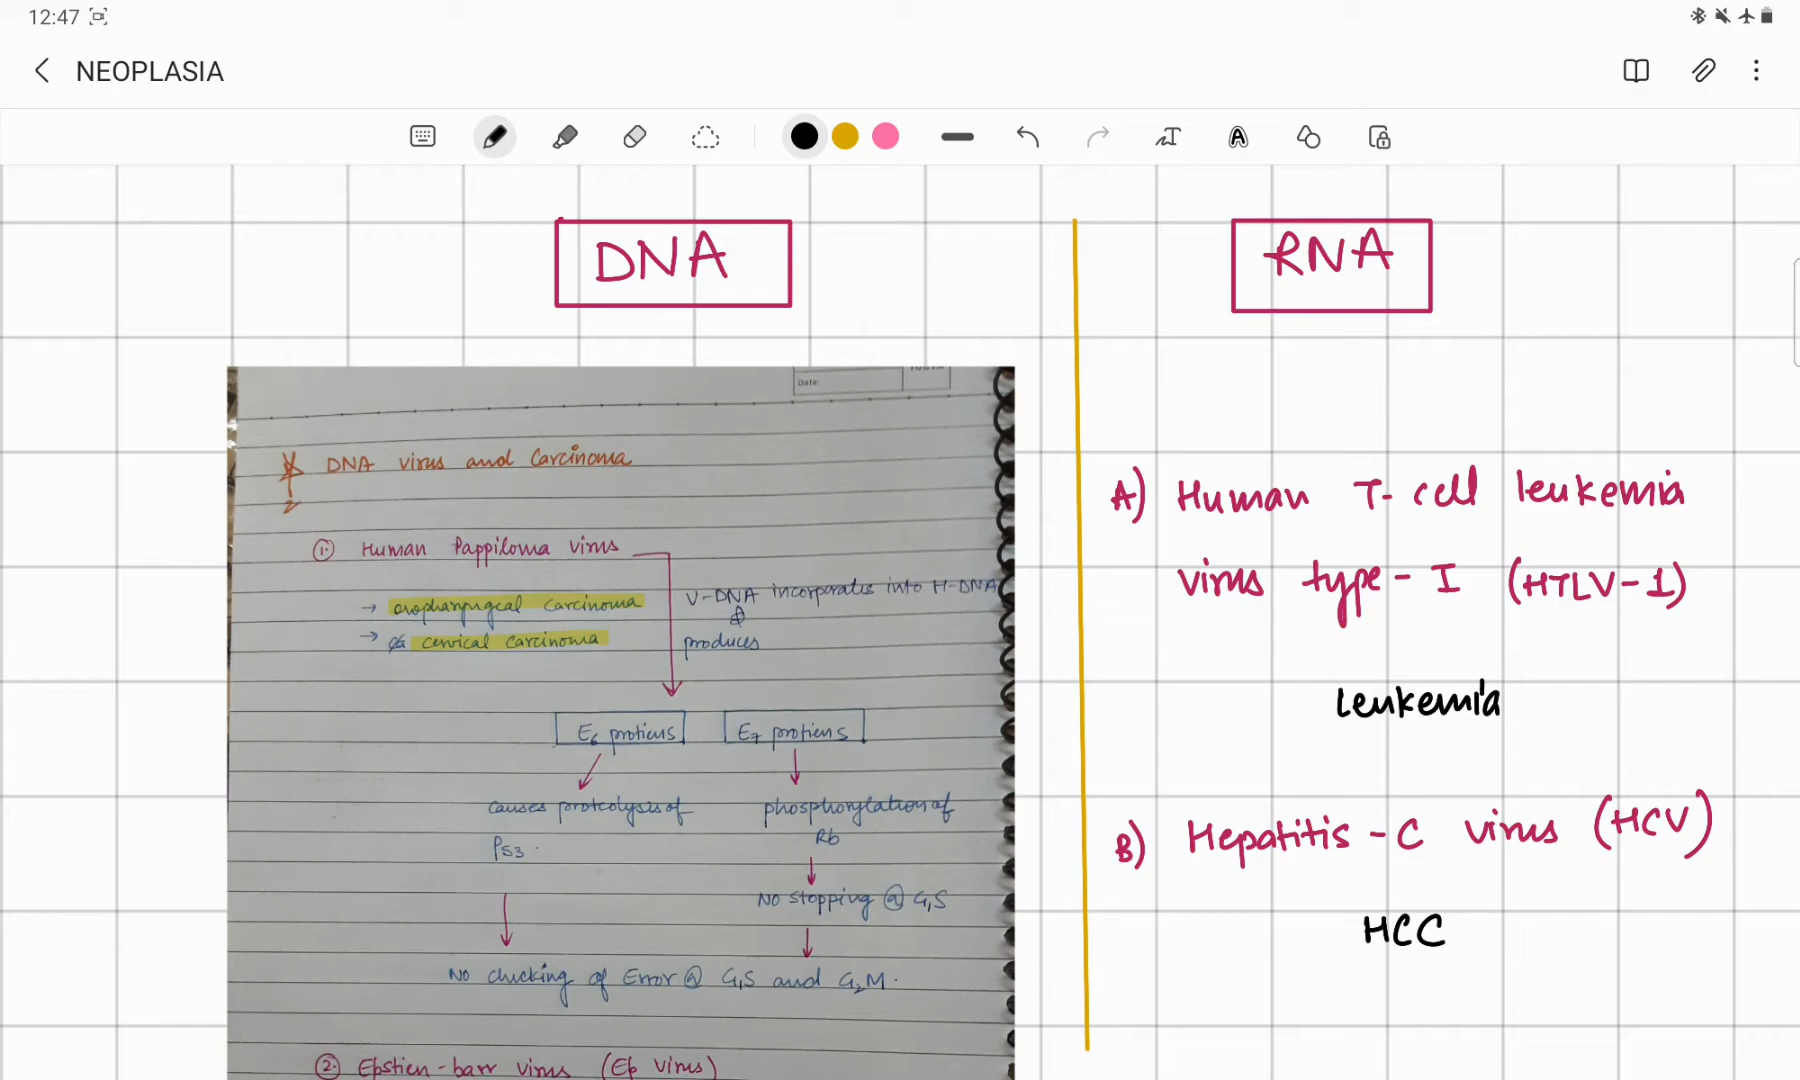 12:47
NEOPLASIA
DNA
RNA
Date:
DNA virus and Carcinoma
① Human Pappiloma virus
→ oropharyngeal carcinoma
→ cervical carcinoma
V-DNA incorporates into H-DNA
&
produces
E6 protiens
E7 protiens
causes proteolysis of
P53.
phosphorylation of
Rb
No stopping @ G1S
No checking of Error @ G1S and G2M.
② Epstien-barr virus (Eb virus)
A) Human T-cell leukemia
virus type-I (HTLV-1)
Leukemia
B) Hepatitis-C virus (HCV)
HCC